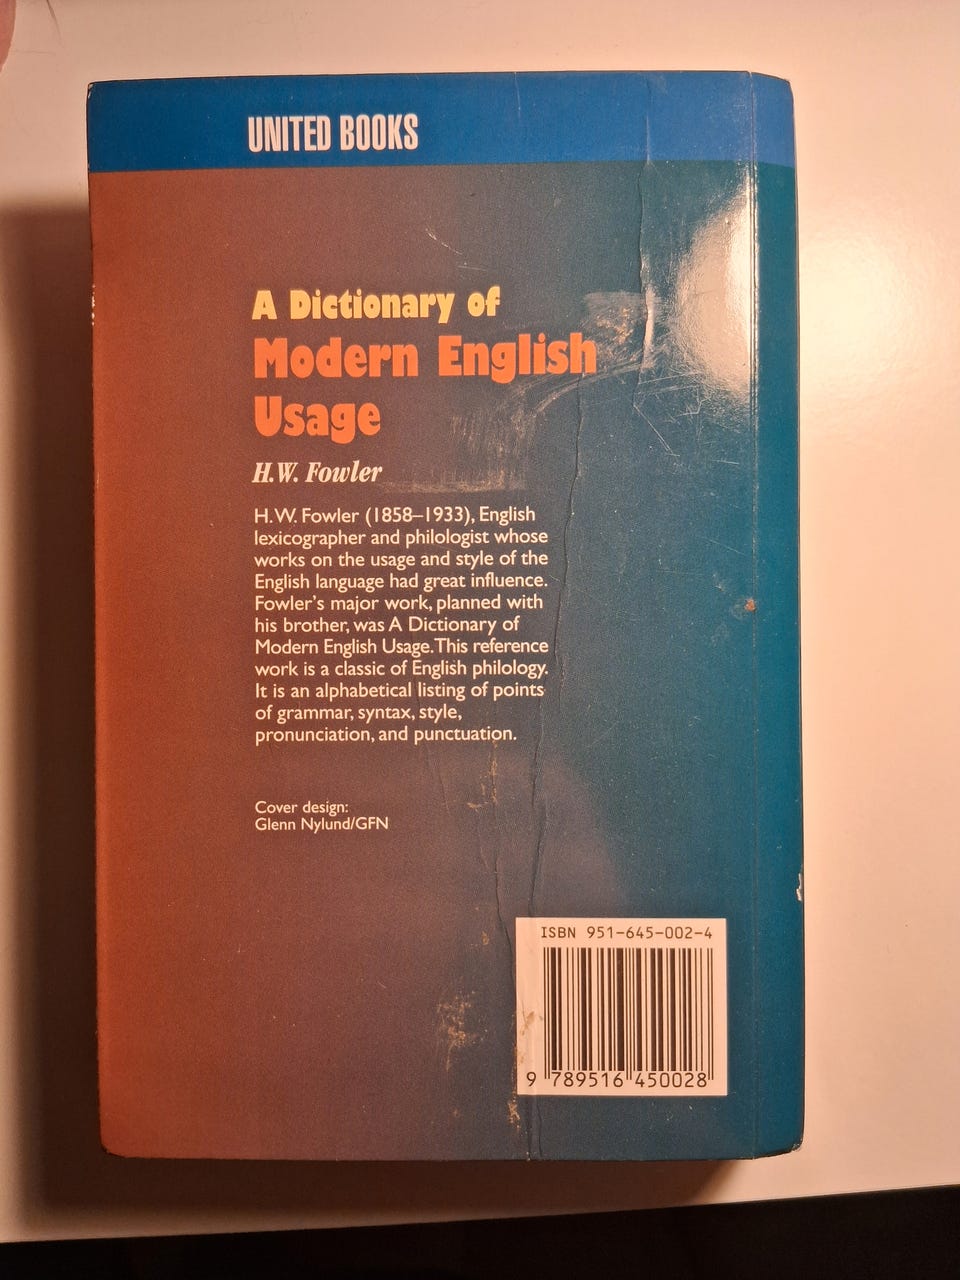 UNITED BOOKS
A Dictionary of
Modern English
Usage
H.W. Fowler
H.W. Fowler (1858–1933), English
lexicographer and philologist whose
works on the usage and style of the
English language had great influence.
Fowler's major work, planned with
his brother, was A Dictionary of
Modern English Usage.This reference
work is a classic of English philology.
It is an alphabetical listing of points
of grammar, syntax, style,
pronunciation, and punctuation.
Cover design:
Glenn Nylund/GFN
ISBN 951-645-002-4
9 789516 450028